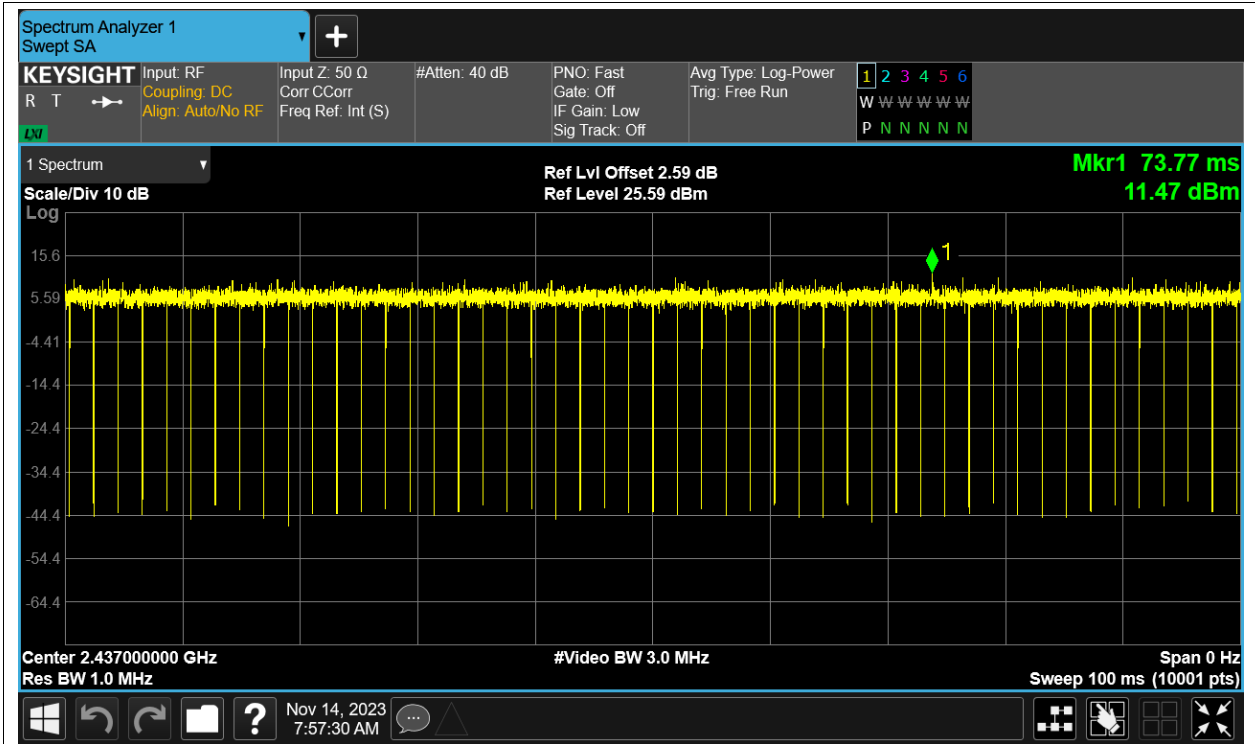 Spectrum Analyzer 1
Swept SA
KEYSIGHT
R T
LXI
Input: RF
Coupling: DC
Align: Auto/No RF
Input Z: 50 Ω
Corr CCorr
Freq Ref: Int (S)
#Atten: 40 dB
PNO: Fast
Gate: Off
IF Gain: Low
Sig Track: Off
Avg Type: Log-Power
Trig: Free Run
1 2 3 4 5 6
W W W W W W
P N N N N N
1 Spectrum
Scale/Div 10 dB
Log
Ref Lvl Offset 2.59 dB
Ref Level 25.59 dBm
Mkr1 73.77 ms
11.47 dBm
1
15.6
5.59
-4.41
-14.4
-24.4
-34.4
-44.4
-54.4
-64.4
Center 2.437000000 GHz
#Video BW 3.0 MHz
Span 0 Hz
Res BW 1.0 MHz
Sweep 100 ms (10001 pts)
?
Nov 14, 2023
7:57:30 AM